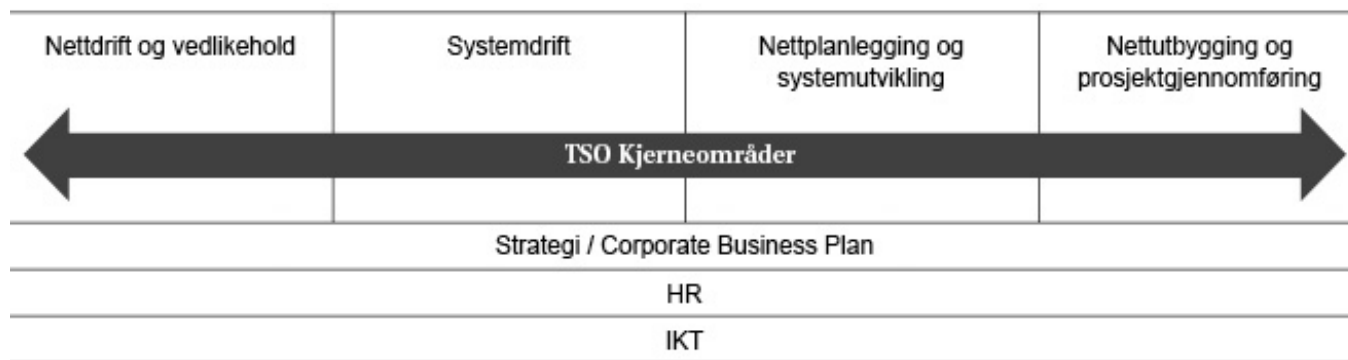 Nettdrift og vedlikehold
Systemdrift
Nettplanlegging og
systemutvikling
Nettutbygging og
prosjektgjennomføring
TSO Kjerneområder
Strategi / Corporate Business Plan
HR
IKT